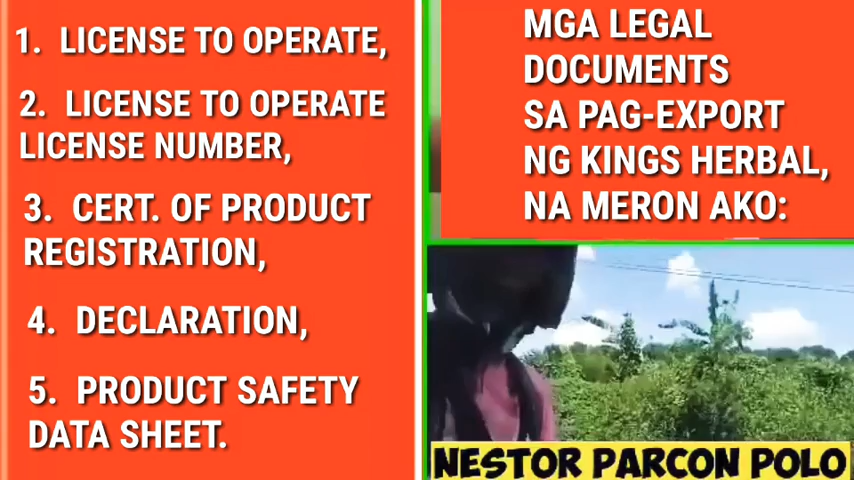 1. LICENSE TO OPERATE,
2. LICENSE TO OPERATE
LICENSE NUMBER,
3. CERT. OF PRODUCT
REGISTRATION,
4. DECLARATION,
5. PRODUCT SAFETY
DATA SHEET.
MGA LEGAL
DOCUMENTS
SA PAG-EXPORT
NG KINGS HERBAL,
NA MERON AKO:
NESTOR PARCON POLO